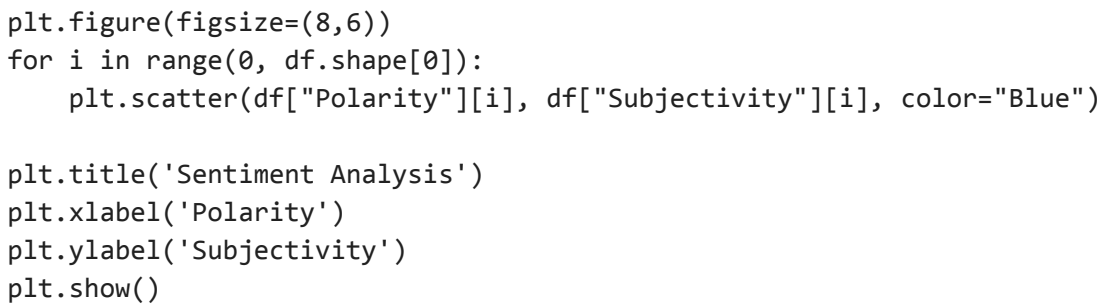 plt.figure(figsize=(8,6))
for i in range(0, df.shape[0]):
    plt.scatter(df["Polarity"][i], df["Subjectivity"][i], color="Blue")

plt.title('Sentiment Analysis')
plt.xlabel('Polarity')
plt.ylabel('Subjectivity')
plt.show()